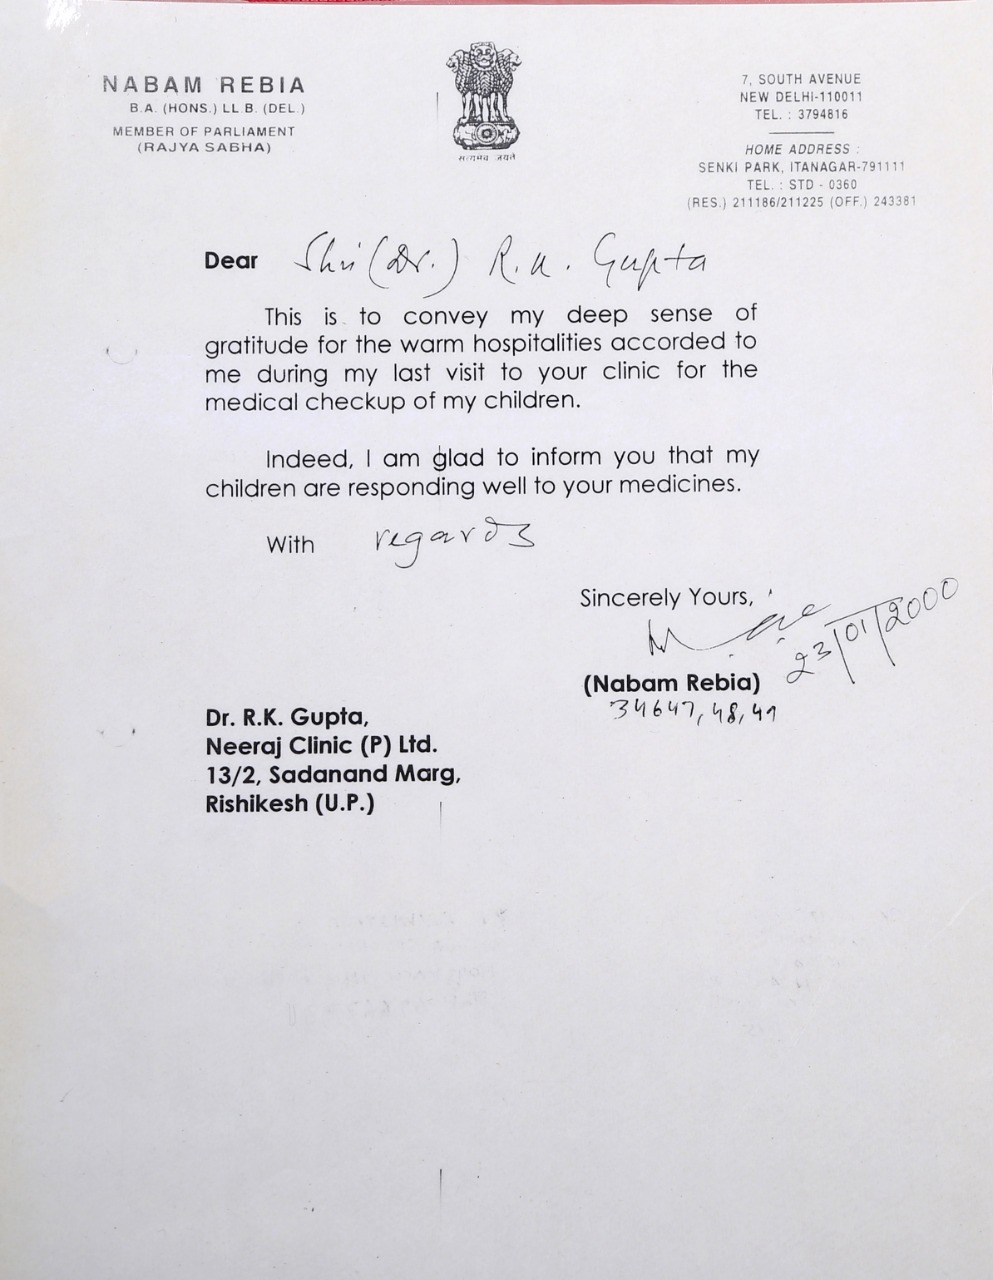 NABAM REBIA
B.A. (HONS.) LL B. (DEL.)
MEMBER OF PARLIAMENT
(RAJYA SABHA)
सत्यमेव जयते
7, SOUTH AVENUE
NEW DELHI-110011
TEL. : 3794816
HOME ADDRESS :
SENKI PARK, ITANAGAR-791111
TEL. : STD - 0360
(RES.) 211186/211225 (OFF.) 243381
Dear Shri (Dr.) R.K. Gupta
This is to convey my deep sense of
gratitude for the warm hospitalities accorded to
me during my last visit to your clinic for the
medical checkup of my children.
Indeed, I am glad to inform you that my
children are responding well to your medicines.
With regards
Sincerely Yours,
23/01/2000
(Nabam Rebia)
34647, 48, 49
Dr. R.K. Gupta,
Neeraj Clinic (P) Ltd.
13/2, Sadanand Marg,
Rishikesh (U.P.)